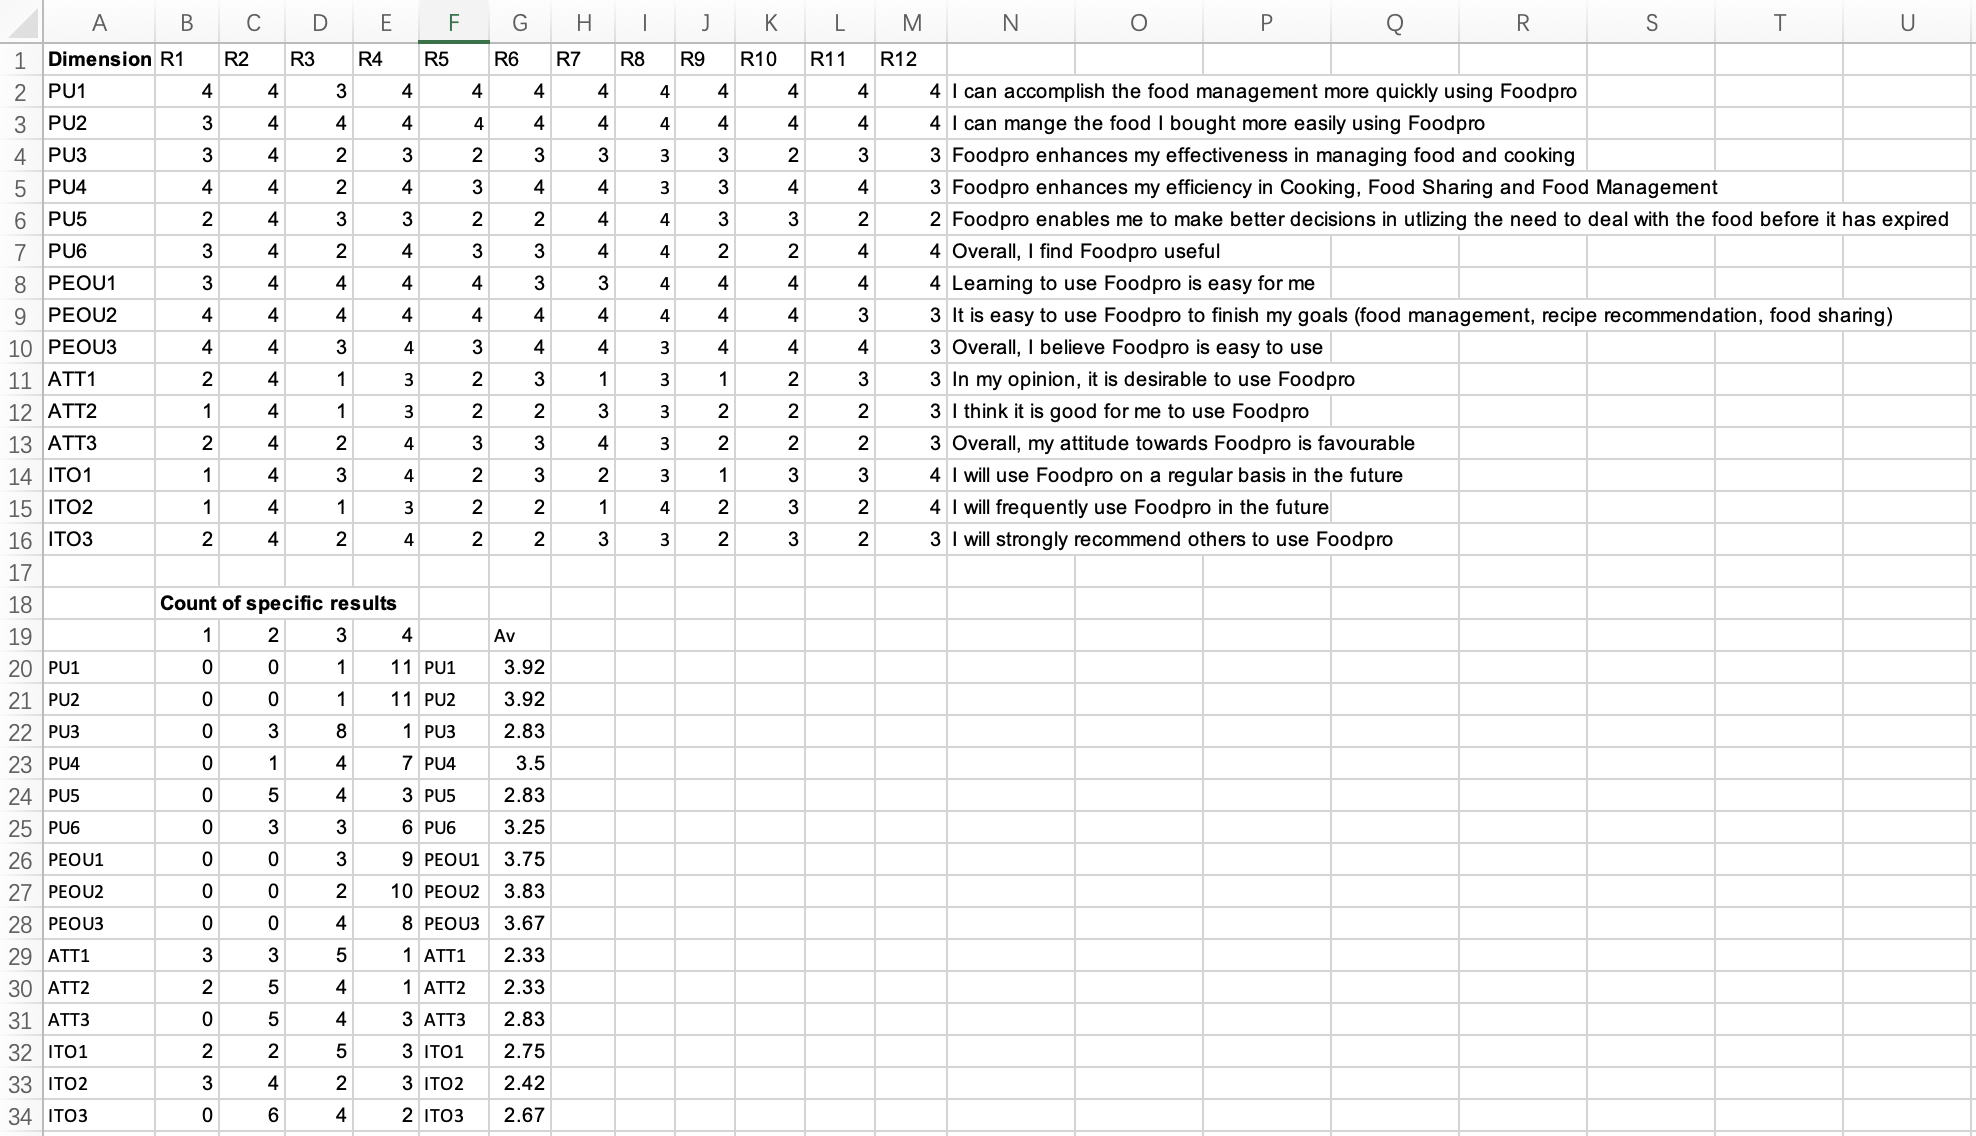 A B C D E F G H I J K L M N O P Q R S T U
1 Dimension R1 R2 R3 R4 R5 R6 R7 R8 R9 R10 R11 R12
2 PU1 4 4 3 4 4 4 4 4 4 4 4 4 I can accomplish the food management more quickly using Foodpro
3 PU2 3 4 4 4 4 4 4 4 4 4 4 4 I can mange the food I bought more easily using Foodpro
4 PU3 3 4 2 3 2 3 3 3 3 2 3 3 Foodpro enhances my effectiveness in managing food and cooking
5 PU4 4 4 2 4 3 4 4 3 3 4 4 3 Foodpro enhances my efficiency in Cooking, Food Sharing and Food Management
6 PU5 2 4 3 3 2 2 4 4 3 3 2 2 Foodpro enables me to make better decisions in utlizing the need to deal with the food before it has expired
7 PU6 3 4 2 4 3 3 4 4 2 2 4 4 Overall, I find Foodpro useful
8 PEOU1 3 4 4 4 4 3 3 4 4 4 4 4 Learning to use Foodpro is easy for me
9 PEOU2 4 4 4 4 4 4 4 4 4 4 3 3 It is easy to use Foodpro to finish my goals (food management, recipe recommendation, food sharing)
10 PEOU3 4 4 3 4 3 4 4 3 4 4 4 3 Overall, I believe Foodpro is easy to use
11 ATT1 2 4 1 3 2 3 1 3 1 2 3 3 In my opinion, it is desirable to use Foodpro
12 ATT2 1 4 1 3 2 2 3 3 2 2 2 3 I think it is good for me to use Foodpro
13 ATT3 2 4 2 4 3 3 4 3 2 2 2 3 Overall, my attitude towards Foodpro is favourable
14 ITO1 1 4 3 4 2 3 2 3 1 3 3 4 I will use Foodpro on a regular basis in the future
15 ITO2 1 4 1 3 2 2 1 4 2 3 2 4 I will frequently use Foodpro in the future
16 ITO3 2 4 2 4 2 2 3 3 2 3 2 3 I will strongly recommend others to use Foodpro
17
18 Count of specific results
19 1 2 3 4 Av
20 PU1 0 0 1 11 PU1 3.92
21 PU2 0 0 1 11 PU2 3.92
22 PU3 0 3 8 1 PU3 2.83
23 PU4 0 1 4 7 PU4 3.5
24 PU5 0 5 4 3 PU5 2.83
25 PU6 0 3 3 6 PU6 3.25
26 PEOU1 0 0 3 9 PEOU1 3.75
27 PEOU2 0 0 2 10 PEOU2 3.83
28 PEOU3 0 0 4 8 PEOU3 3.67
29 ATT1 3 3 5 1 ATT1 2.33
30 ATT2 2 5 4 1 ATT2 2.33
31 ATT3 0 5 4 3 ATT3 2.83
32 ITO1 2 2 5 3 ITO1 2.75
33 ITO2 3 4 2 3 ITO2 2.42
34 ITO3 0 6 4 2 ITO3 2.67